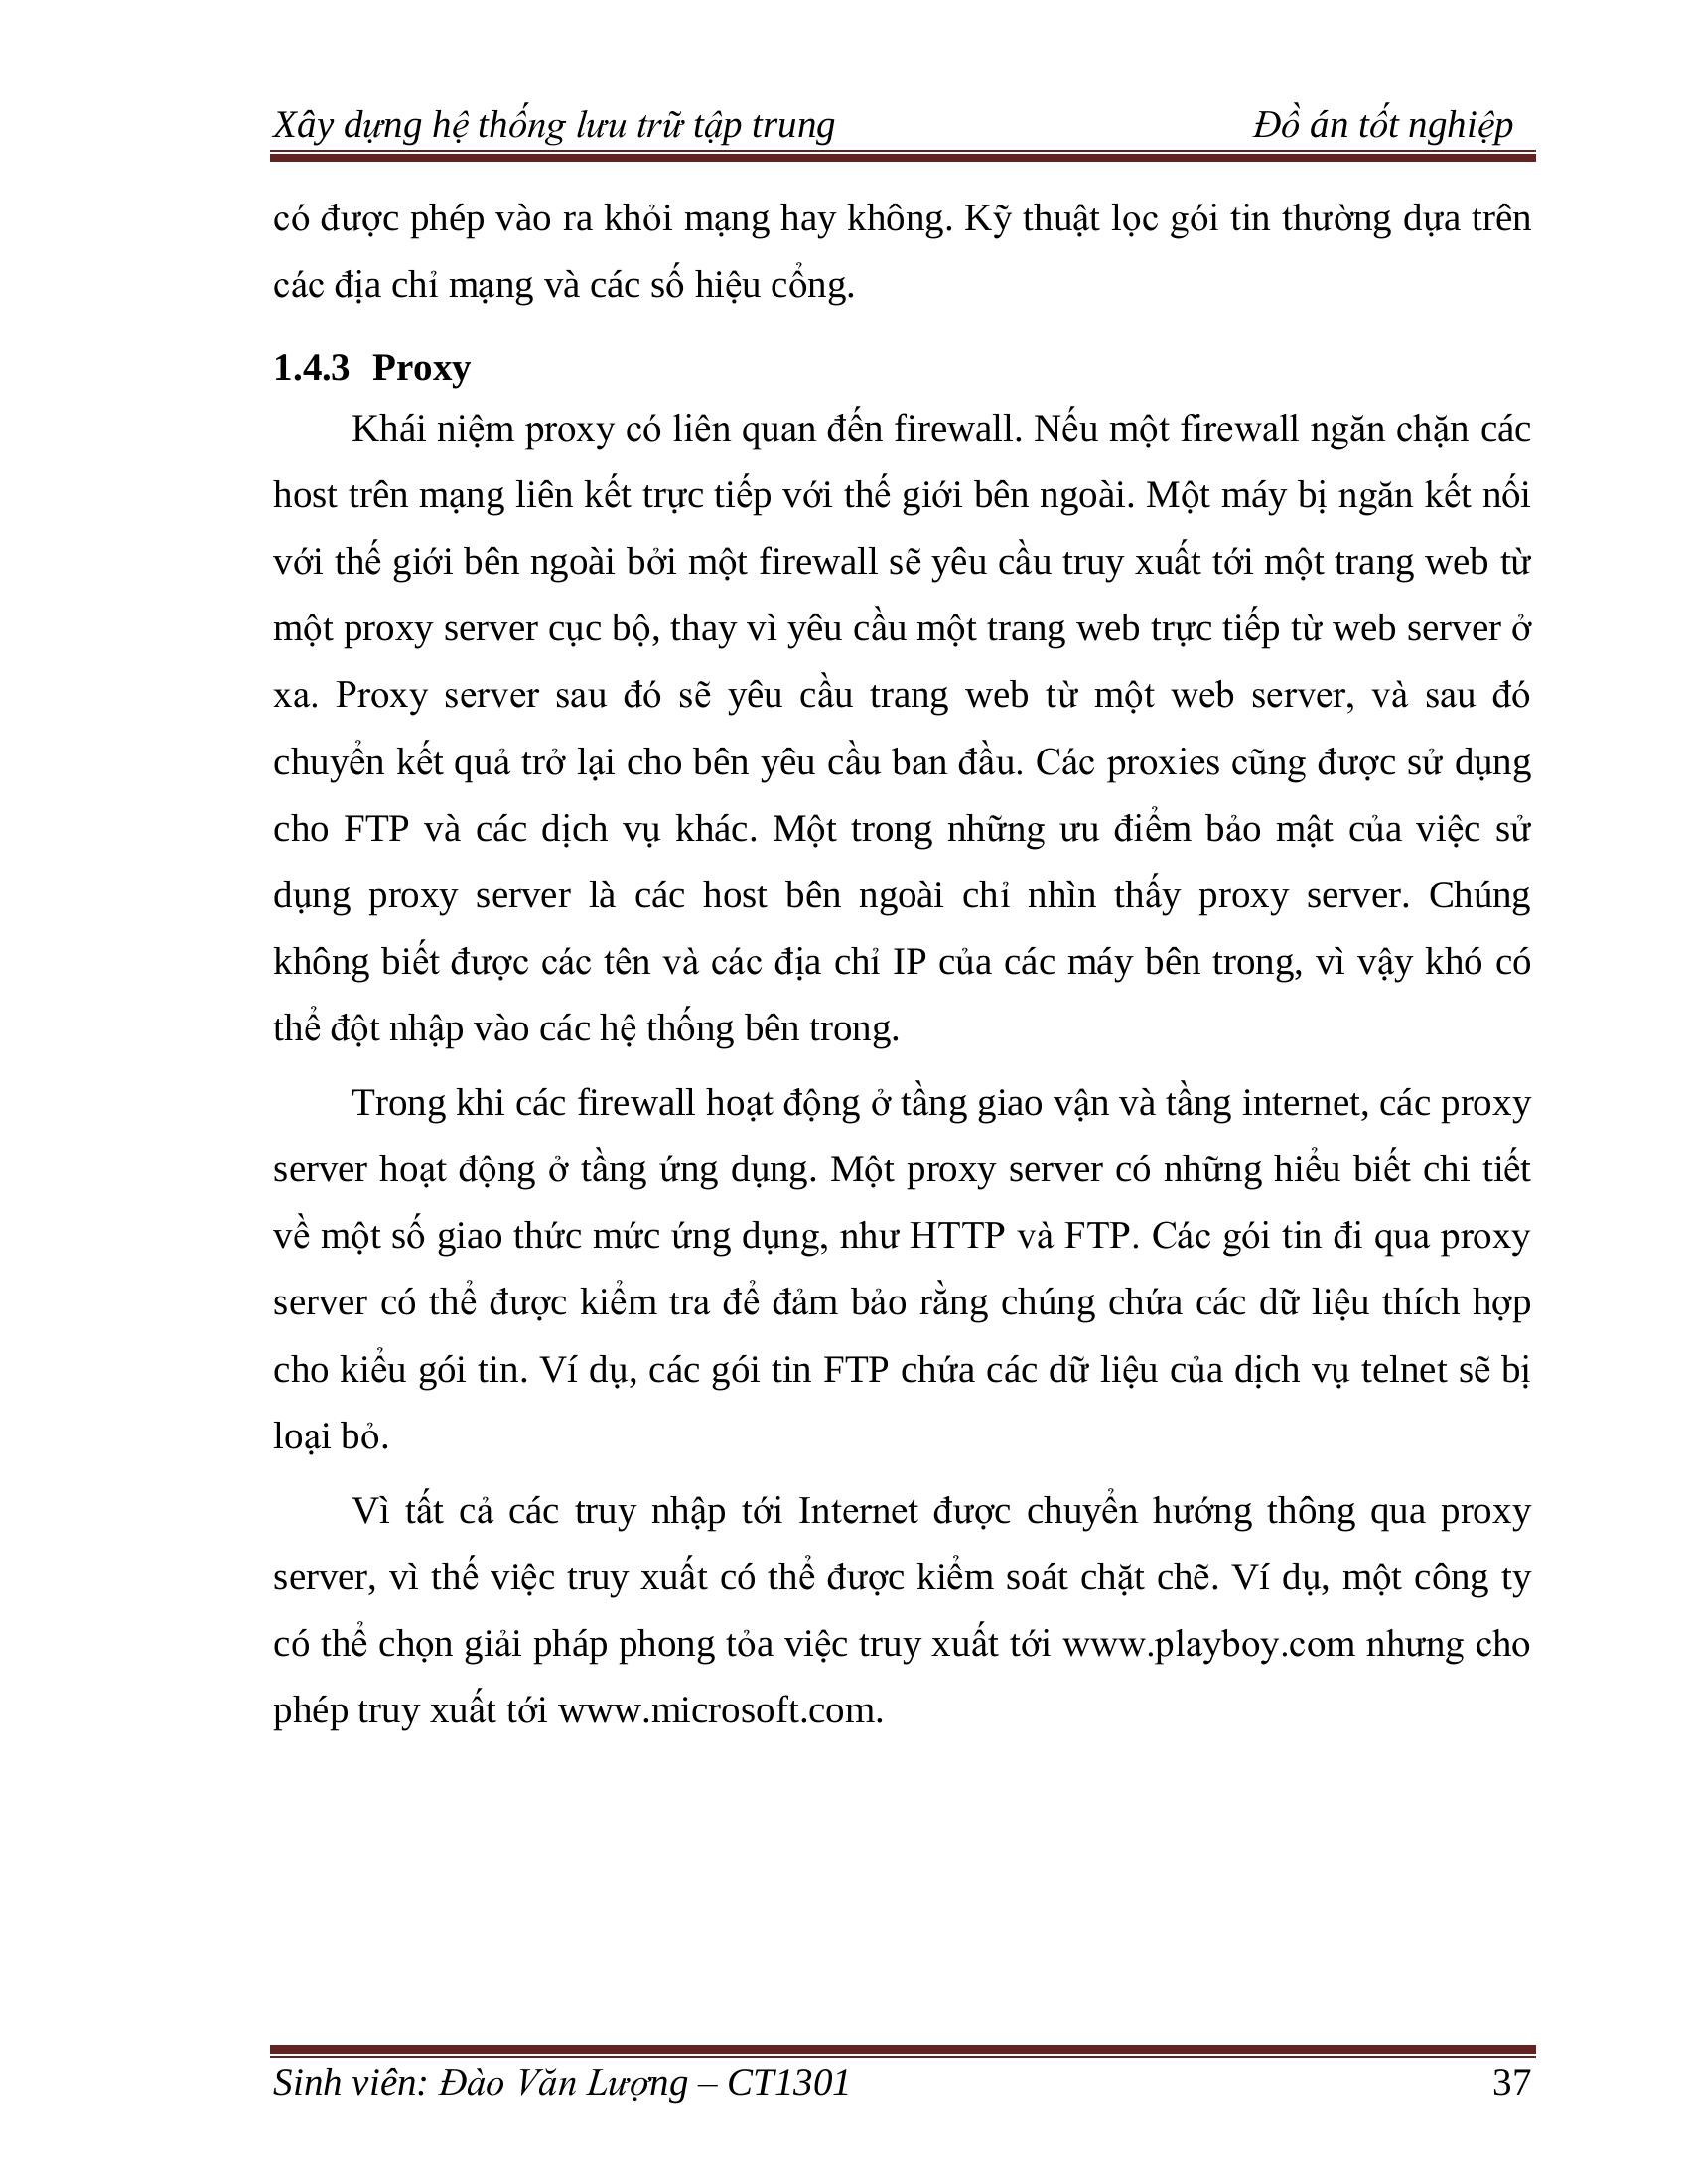 Xây dựng hệ thống lưu trữ tập trung Đồ án tốt nghiệp
có được phép vào ra khỏi mạng hay không. Kỹ thuật lọc gói tin thường dựa trên
các địa chỉ mạng và các số hiệu cổng.
1.4.3 Proxy
Khái niệm proxy có liên quan đến firewall. Nếu một firewall ngăn chặn các
host trên mạng liên kết trực tiếp với thế giới bên ngoài. Một máy bị ngăn kết nối
với thế giới bên ngoài bởi một firewall sẽ yêu cầu truy xuất tới một trang web từ
một proxy server cục bộ, thay vì yêu cầu một trang web trực tiếp từ web server ở
xa. Proxy server sau đó sẽ yêu cầu trang web từ một web server, và sau đó
chuyển kết quả trở lại cho bên yêu cầu ban đầu. Các proxies cũng được sử dụng
cho FTP và các dịch vụ khác. Một trong những ưu điểm bảo mật của việc sử
dụng proxy server là các host bên ngoài chỉ nhìn thấy proxy server. Chúng
không biết được các tên và các địa chỉ IP của các máy bên trong, vì vậy khó có
thể đột nhập vào các hệ thống bên trong.
Trong khi các firewall hoạt động ở tầng giao vận và tầng internet, các proxy
server hoạt động ở tầng ứng dụng. Một proxy server có những hiểu biết chi tiết
về một số giao thức mức ứng dụng, như HTTP và FTP. Các gói tin đi qua proxy
server có thể được kiểm tra để đảm bảo rằng chúng chứa các dữ liệu thích hợp
cho kiểu gói tin. Ví dụ, các gói tin FTP chứa các dữ liệu của dịch vụ telnet sẽ bị
loại bỏ.
Vì tất cả các truy nhập tới Internet được chuyển hướng thông qua proxy
server, vì thế việc truy xuất có thể được kiểm soát chặt chẽ. Ví dụ, một công ty
có thể chọn giải pháp phong tỏa việc truy xuất tới www.playboy.com nhưng cho
phép truy xuất tới www.microsoft.com.
Sinh viên: Đào Văn Lượng – CT1301 37